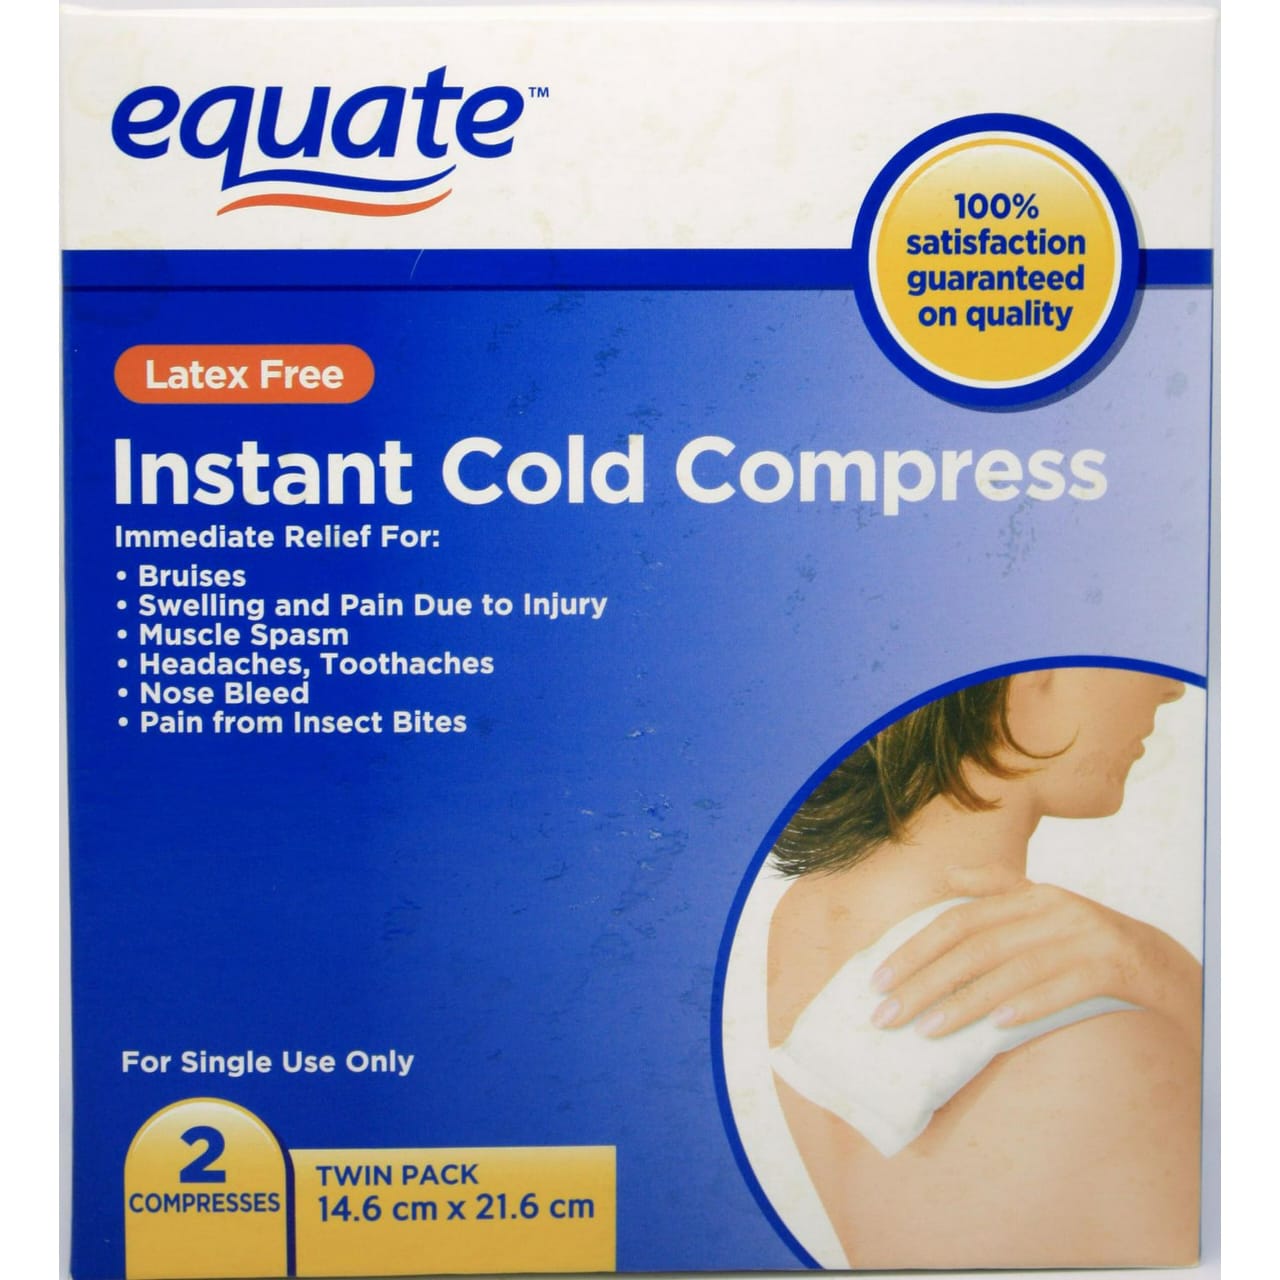 equate™
100%
satisfaction
guaranteed
on quality
Latex Free
Instant Cold Compress
Immediate Relief For:
• Bruises
• Swelling and Pain Due to Injury
• Muscle Spasm
• Headaches, Toothaches
• Nose Bleed
• Pain from Insect Bites
For Single Use Only
2
COMPRESSES
TWIN PACK
14.6 cm x 21.6 cm